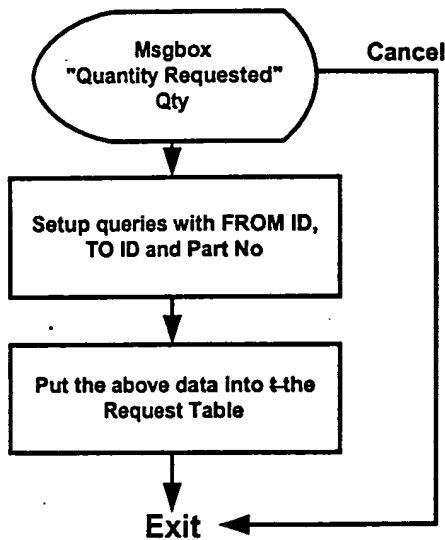 Msgbox
"Quantity Requested"
Qty
Cancel
Setup queries with FROM ID,
TO ID and Part No
Put the above data into t the
Request Table
Exit